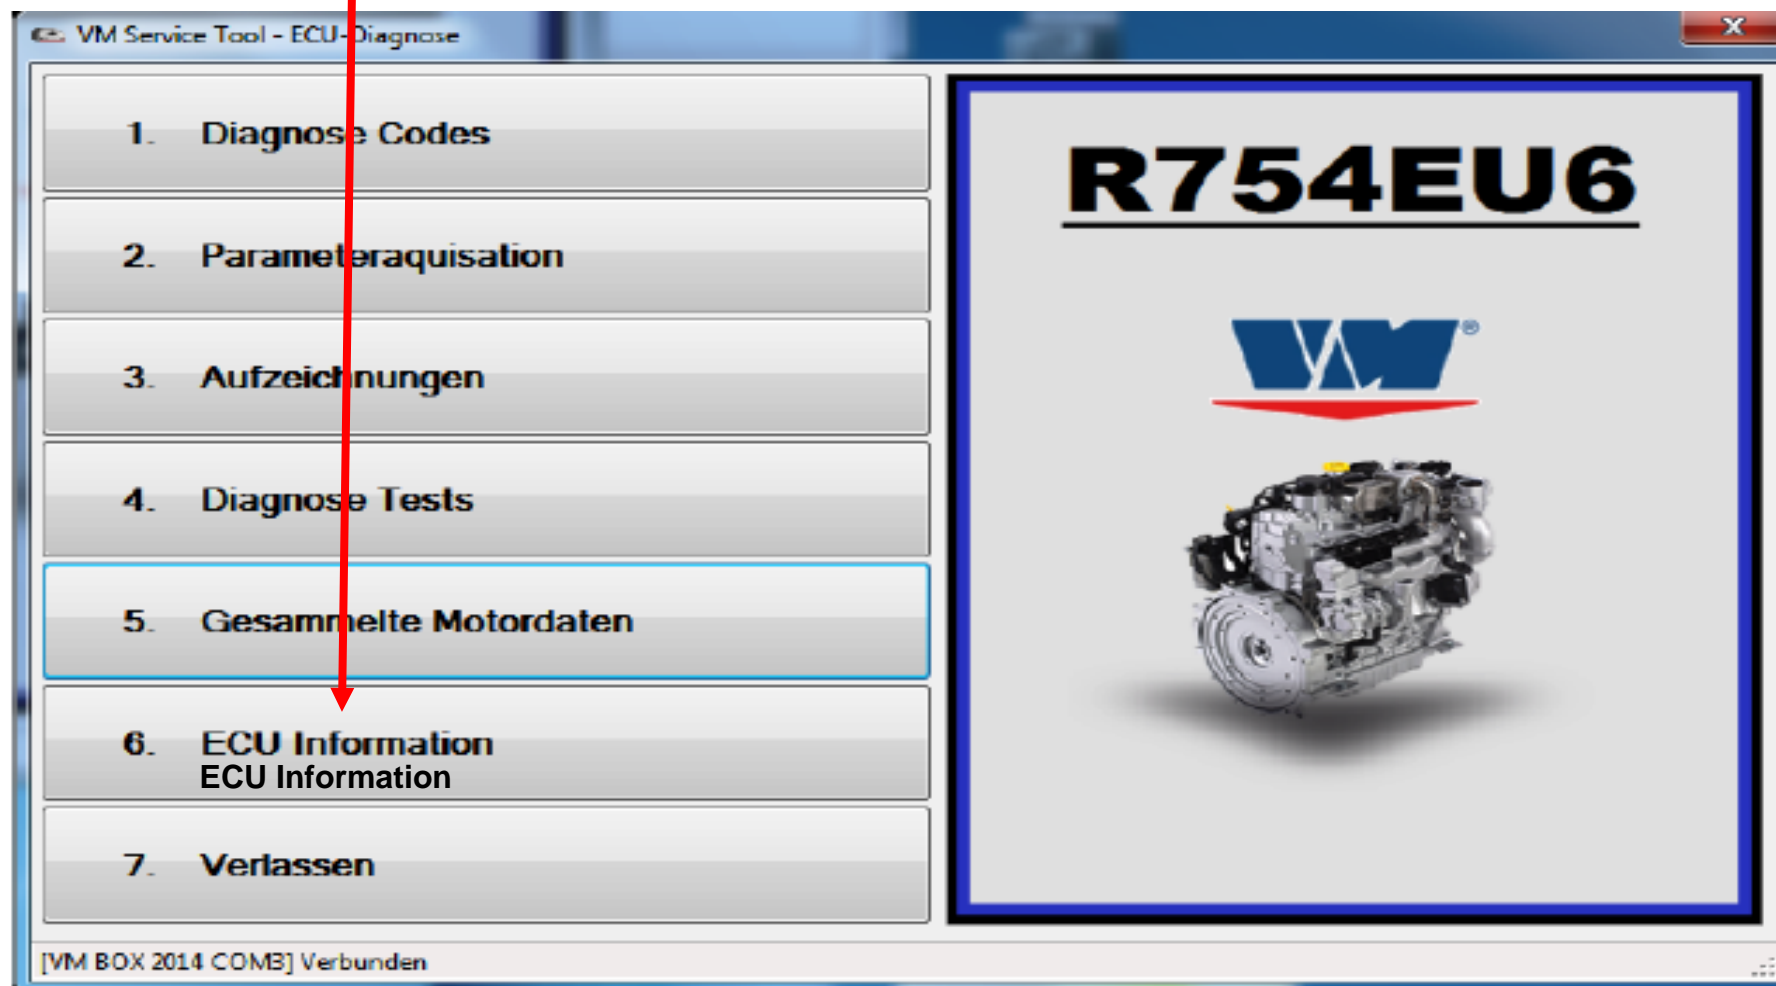 VM Service Tool - ECU-Diagnose
1. Diagnose Codes
2. Parameteraquisation
3. Aufzeichnungen
4. Diagnose Tests
5. Gesammelte Motordaten
6. ECU Information
ECU Information
7. Verlassen
R754EU6
VM®
[VM BOX 2014 COM3] Verbunden